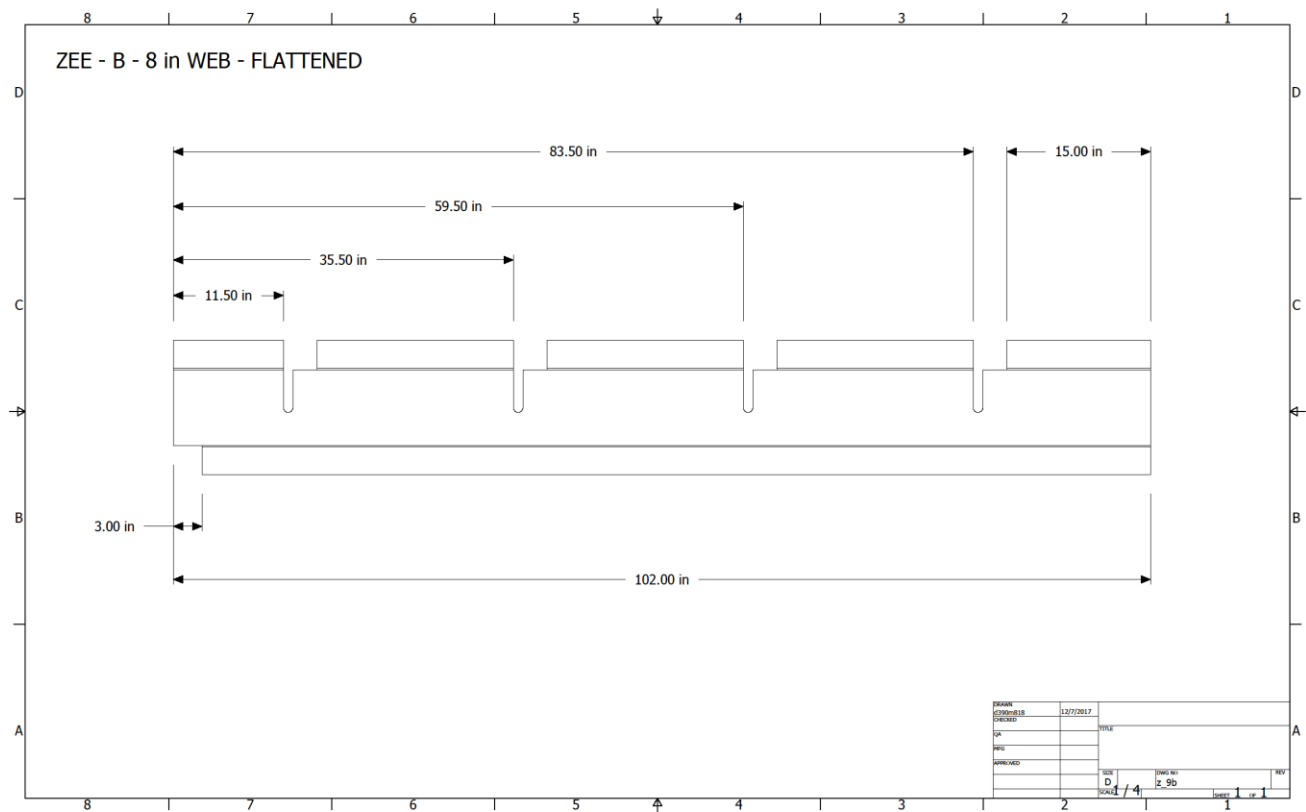 8 7 6 5 4 3 2 1
ZEE - B - 8 in WEB - FLATTENED
D D
83.50 in 15.00 in
59.50 in
35.50 in
11.50 in
C C
3.00 in
B B
102.00 in
A A
DRAWN
d390m818 12/7/2017
CHECKED
QA
MFG
APPROVED
TITLE
SIZE
D
DWG NO
z_9b
REV
SCALE 1 / 4
SHEET 1 OF 1
8 7 6 5 4 3 2 1